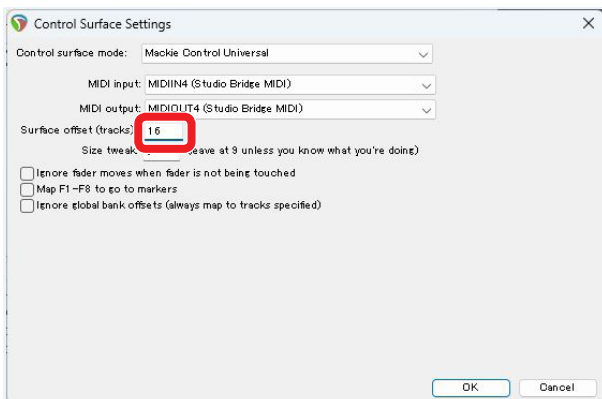 Control Surface Settings
Control surface mode: Mackie Control Universal
MIDI input: MIDIIN4 (Studio Bridge MIDI)
MIDI output: MIDIOUT4 (Studio Bridge MIDI)
Surface offset (tracks) 16
Size tweak eave at 9 unless you know what you're doing)
Ignore fader moves when fader is not being touched
Map F1-F8 to go to markers
Ignore global bank offsets (always map to tracks specified)
OK Cancel